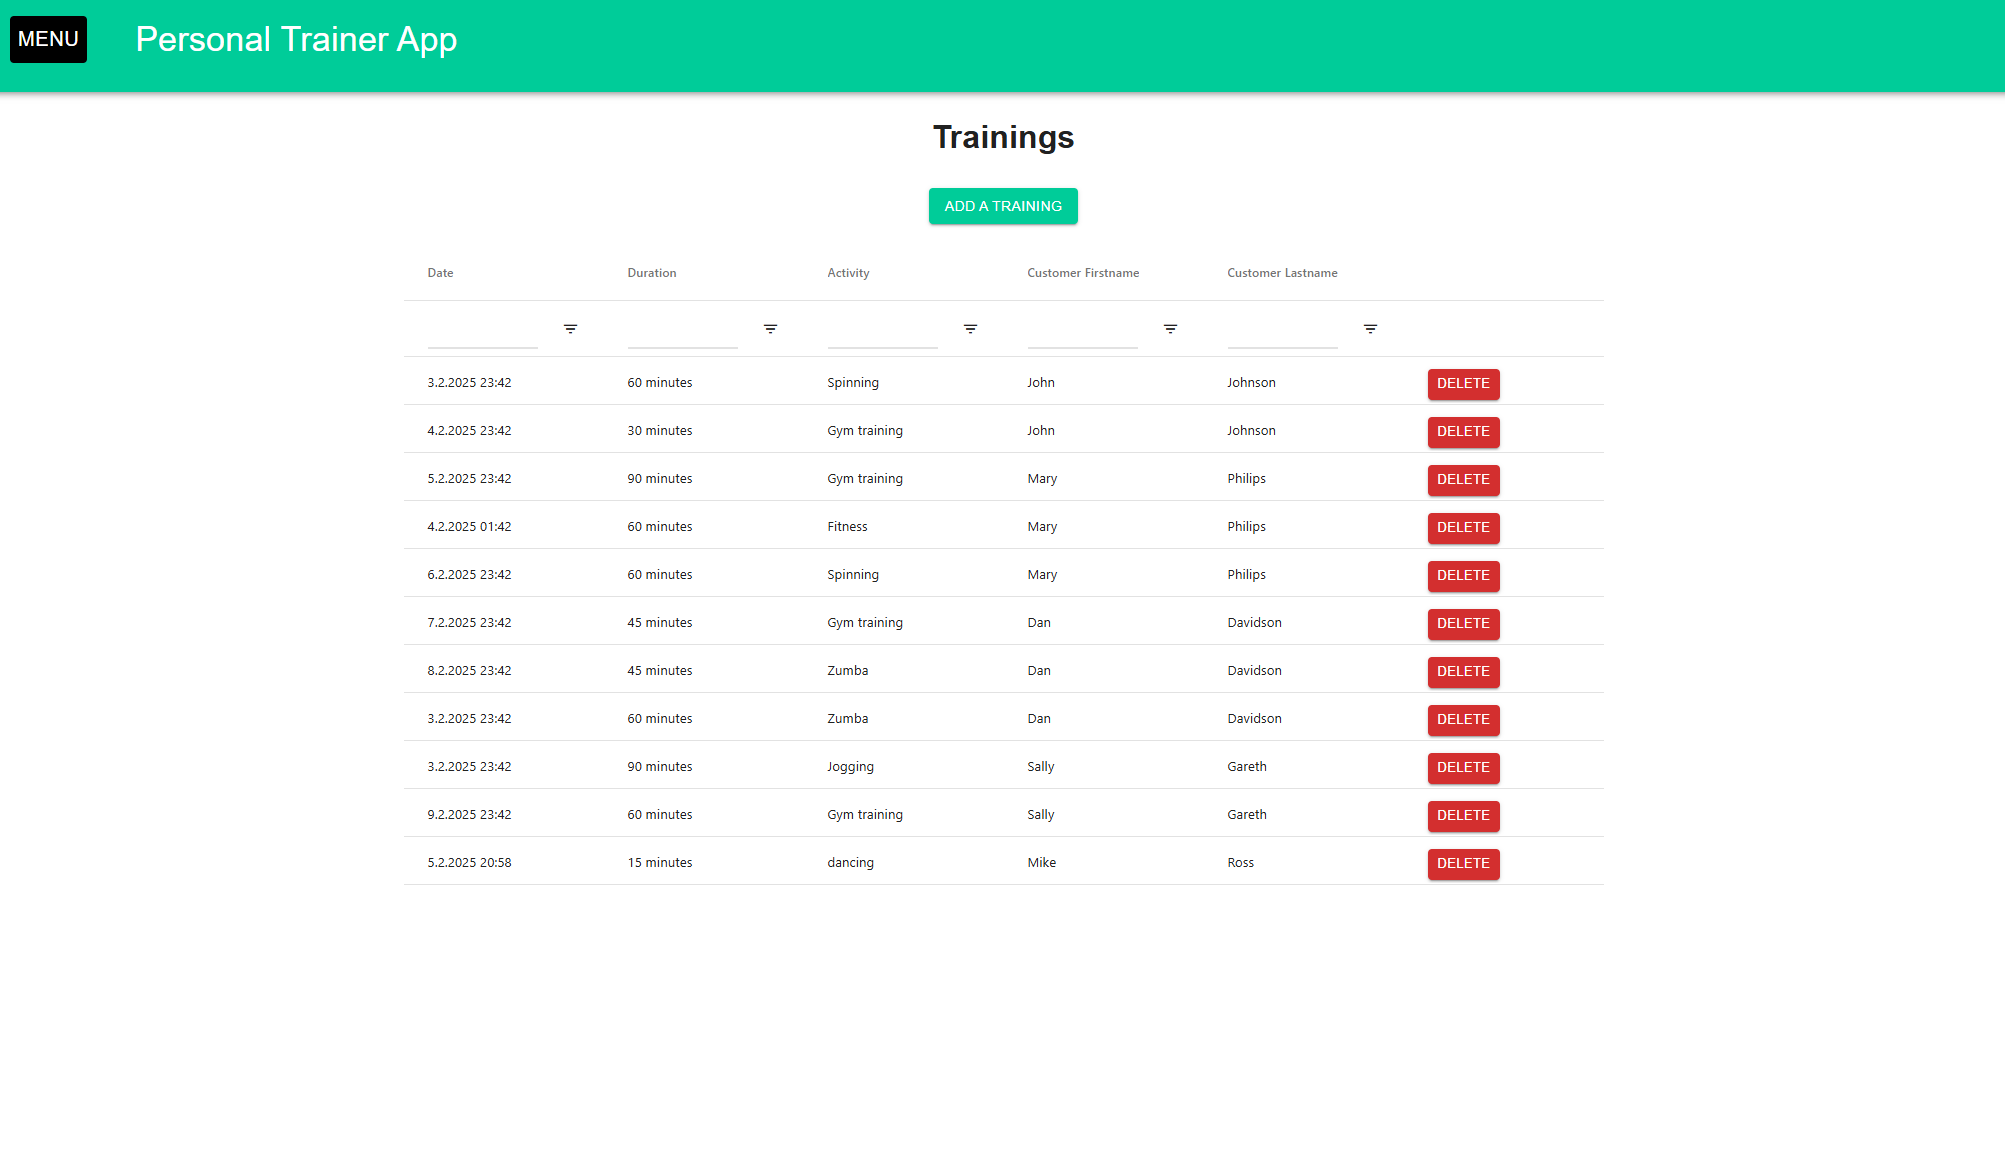 MENU Personal Trainer App
Trainings
ADD A TRAINING
Date Duration Activity Customer Firstname Customer Lastname
3.2.2025 23:42 60 minutes Spinning John Johnson DELETE
4.2.2025 23:42 30 minutes Gym training John Johnson DELETE
5.2.2025 23:42 90 minutes Gym training Mary Philips DELETE
4.2.2025 01:42 60 minutes Fitness Mary Philips DELETE
6.2.2025 23:42 60 minutes Spinning Mary Philips DELETE
7.2.2025 23:42 45 minutes Gym training Dan Davidson DELETE
8.2.2025 23:42 45 minutes Zumba Dan Davidson DELETE
3.2.2025 23:42 60 minutes Zumba Dan Davidson DELETE
3.2.2025 23:42 90 minutes Jogging Sally Gareth DELETE
9.2.2025 23:42 60 minutes Gym training Sally Gareth DELETE
5.2.2025 20:58 15 minutes dancing Mike Ross DELETE